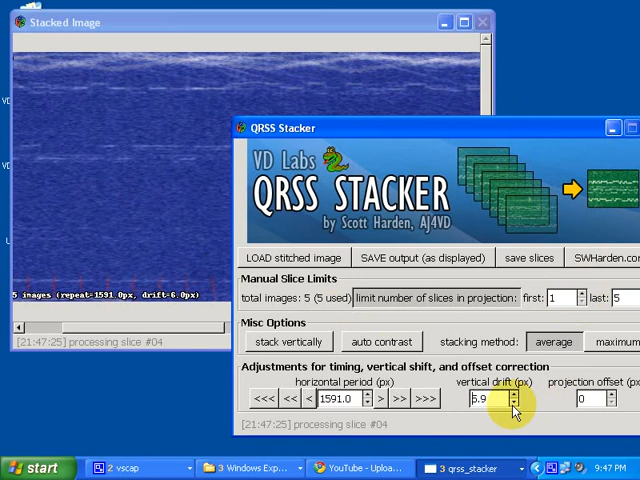 Stacked Image
VD
VD
5 images (repeat=1591.0px, drift=6.0px)
[21:47:25] processing slice #04
QRSS Stacker
VD Labs
QRSS STACKER
by Scott Harden, AJ4VD
LOAD stitched image
SAVE output (as displayed)
save slices
SWHarden.co
Manual Slice Limits
total images: 5 (5 used)
limit number of slices in projection:
first:
1
last:
5
Misc Options
stack vertically
auto contrast
stacking method:
average
maximum
Adjustments for timing, vertical shift, and offset correction
horizontal period (px)
vertical drift (px)
projection offset (px)
<<<
<<
<
1591.0
>
>>
>>>
5.9
0
[21:47:25] processing slice #04
start
2 vscap
3 Windows Exp...
YouTube - Uploa...
3 qrss_stacker
9:47 PM